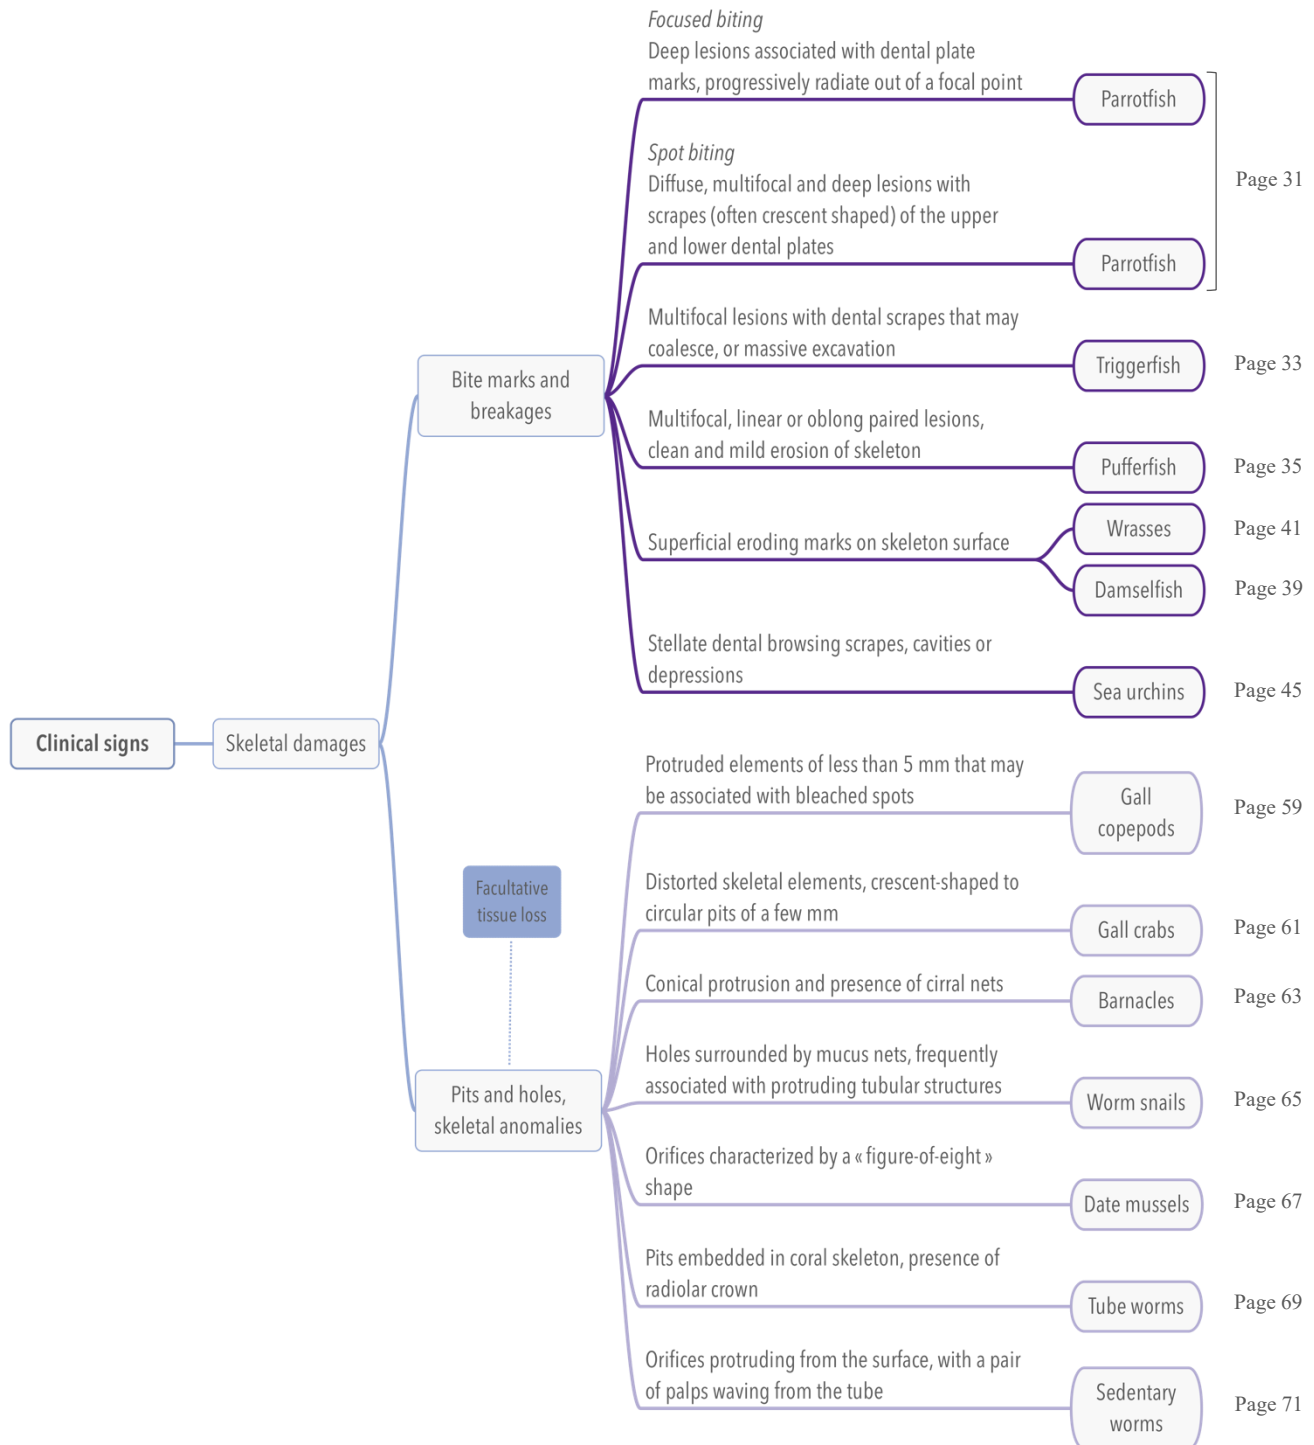 Focused biting
Deep lesions associated with dental plate
marks, progressively radiate out of a focal point
Parrotfish
Spot biting
Diffuse, multifocal and deep lesions with
scrapes (often crescent shaped) of the upper
and lower dental plates
Parrotfish
Page 31
Multifocal lesions with dental scrapes that may
coalesce, or massive excavation
Triggerfish
Page 33
Bite marks and
breakages
Multifocal, linear or oblong paired lesions,
clean and mild erosion of skeleton
Pufferfish
Page 35
Superficial eroding marks on skeleton surface
Wrasses
Page 41
Damselfish
Page 39
Stellate dental browsing scrapes, cavities or
depressions
Sea urchins
Page 45
Clinical signs
Skeletal damages
Protruded elements of less than 5 mm that may
be associated with bleached spots
Gall
copepods
Page 59
Facultative
tissue loss
Distorted skeletal elements, crescent-shaped to
circular pits of a few mm
Gall crabs
Page 61
Conical protrusion and presence of cirral nets
Barnacles
Page 63
Pits and holes,
skeletal anomalies
Holes surrounded by mucus nets, frequently
associated with protruding tubular structures
Worm snails
Page 65
Orifices characterized by a « figure-of-eight »
shape
Date mussels
Page 67
Pits embedded in coral skeleton, presence of
radiolar crown
Tube worms
Page 69
Orifices protruding from the surface, with a pair
of palps waving from the tube
Sedentary
worms
Page 71